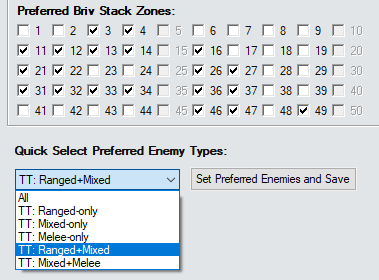 Preferred Briv Stack Zones:
1 2 3 4 5 6 7 8 9 10
11 12 13 14 15 16 17 18 19 20
21 22 23 24 25 26 27 28 29 30
31 32 33 34 35 36 37 38 39 40
41 42 43 44 45 46 47 48 49 50
Quick Select Preferred Enemy Types:
TT: Ranged+Mixed Set Preferred Enemies and Save
All
TT: Ranged-only
TT: Mixed-only
TT: Melee-only
TT: Ranged+Mixed
TT: Mixed+Melee